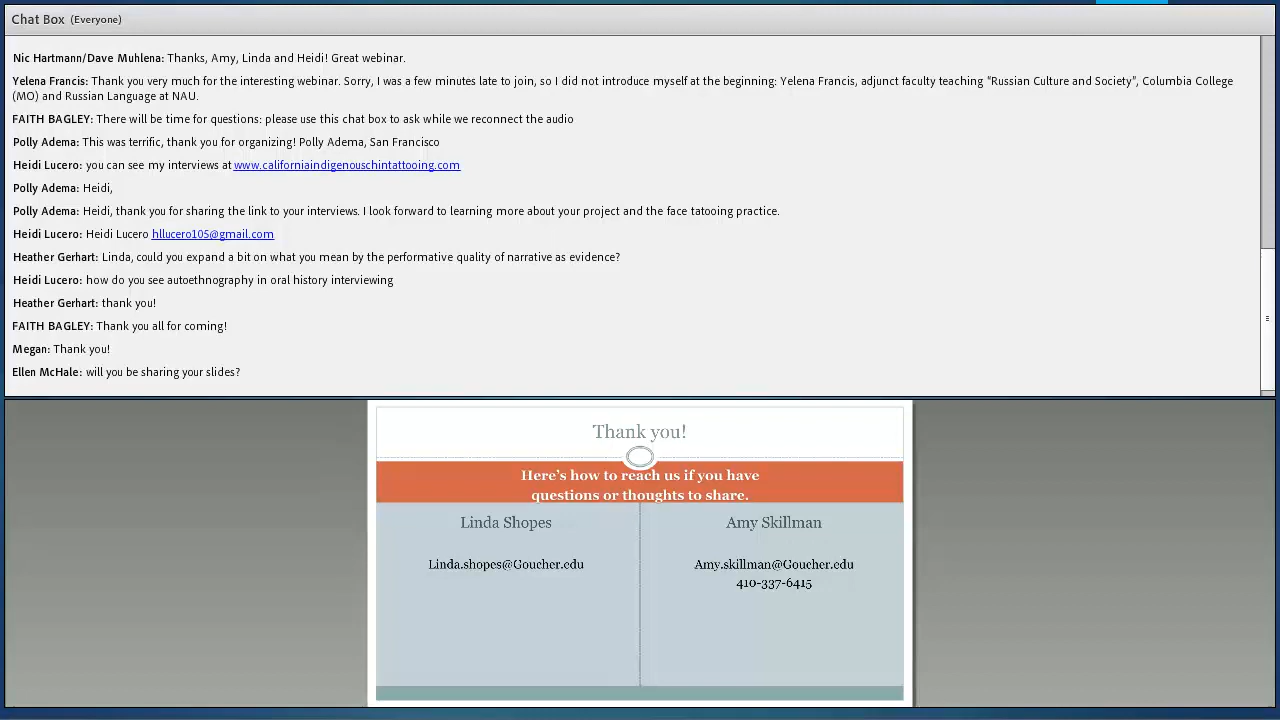 Chat Box (Everyone)
Nic Hartmann/Dave Muhlena: Thanks, Amy, Linda and Heidi! Great webinar.
Yelena Francis: Thank you very much for the interesting webinar. Sorry, I was a few minutes late to join, so I did not introduce myself at the beginning: Yelena Francis, adjunct faculty teaching "Russian Culture and Society", Columbia College
(MO) and Russian Language at NAU.
FAITH BAGLEY: There will be time for questions: please use this chat box to ask while we reconnect the audio
Polly Adema: This was terrific, thank you for organizing! Polly Adema, San Francisco
Heidi Lucero: you can see my interviews at www.californiaindigenouschintattooing.com
Polly Adema: Heidi,
Polly Adema: Heidi, thank you for sharing the link to your interviews. I look forward to learning more about your project and the face tatooing practice.
Heidi Lucero: Heidi Lucero hllucero105@gmail.com
Heather Gerhart: Linda, could you expand a bit on what you mean by the performative quality of narrative as evidence?
Heidi Lucero: how do you see autoethnography in oral history interviewing
Heather Gerhart: thank you!
FAITH BAGLEY: Thank you all for coming!
Megan: Thank you!
Ellen McHale: will you be sharing your slides?
Thank you!
Here's how to reach us if you have
questions or thoughts to share.
Linda Shopes
Linda.shopes@Goucher.edu
Amy Skillman
Amy.skillman@Goucher.edu
410-337-6415